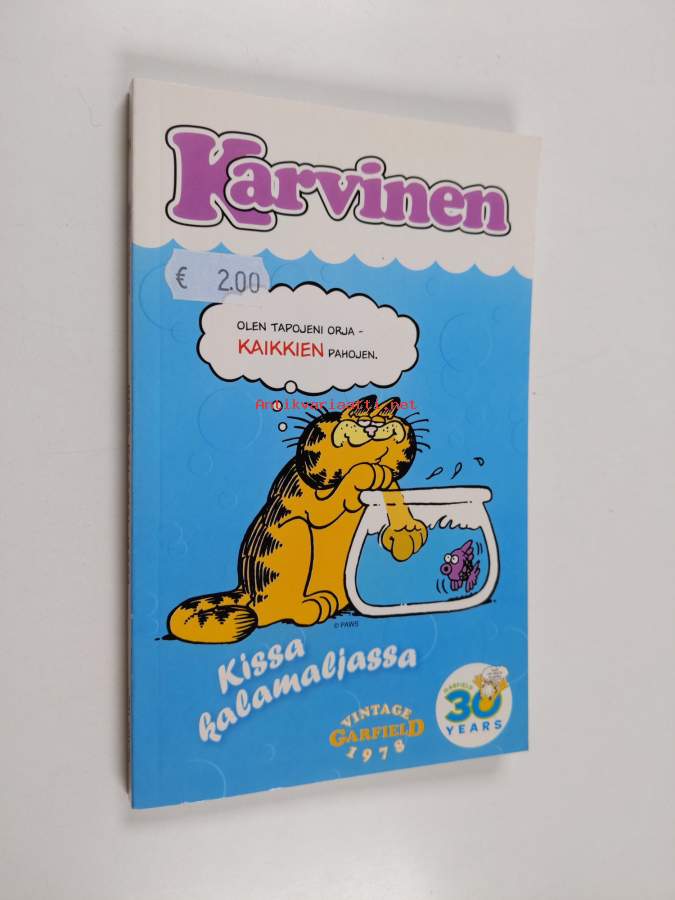 Karvinen
€ 2.00
OLEN TAPOJENI ORJA -
KAIKKIEN PAHOJEN.
Antikvariaatti.net
© PAWS
Kissa
kalamaljassa
VINTAGE
GARFIELD
1978
GARFIELD
30
YEARS